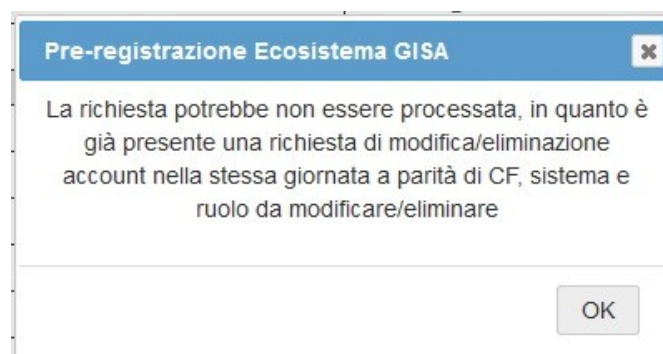 Pre-registrazione Ecosistema GISA
La richiesta potrebbe non essere processata, in quanto è
già presente una richiesta di modifica/eliminazione
account nella stessa giornata a parità di CF, sistema e
ruolo da modificare/eliminare
OK